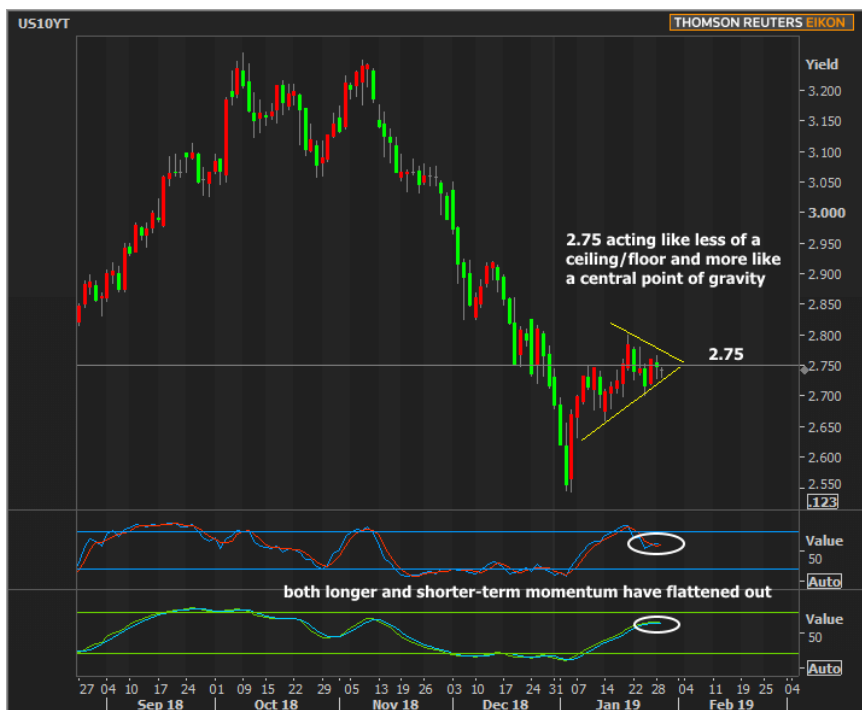 US10YT
THOMSON REUTERS EIKON
Yield
3.200
3.150
3.100
3.050
3.000
2.950
2.900
2.850
2.800
2.750
2.700
2.650
2.600
2.550
.123
2.75 acting like less of a
ceiling/floor and more like
a central point of gravity
2.75
Value
50
Auto
both longer and shorter-term momentum have flattened out
Value
50
Auto
27 04 10 17 24 01 09 15 22 29 05 13 19 26 03 10 17 24 31 07 14 22 28 04 11 19 25 04
Sep 18 Oct 18 Nov 18 Dec 18 Jan 19 Feb 19